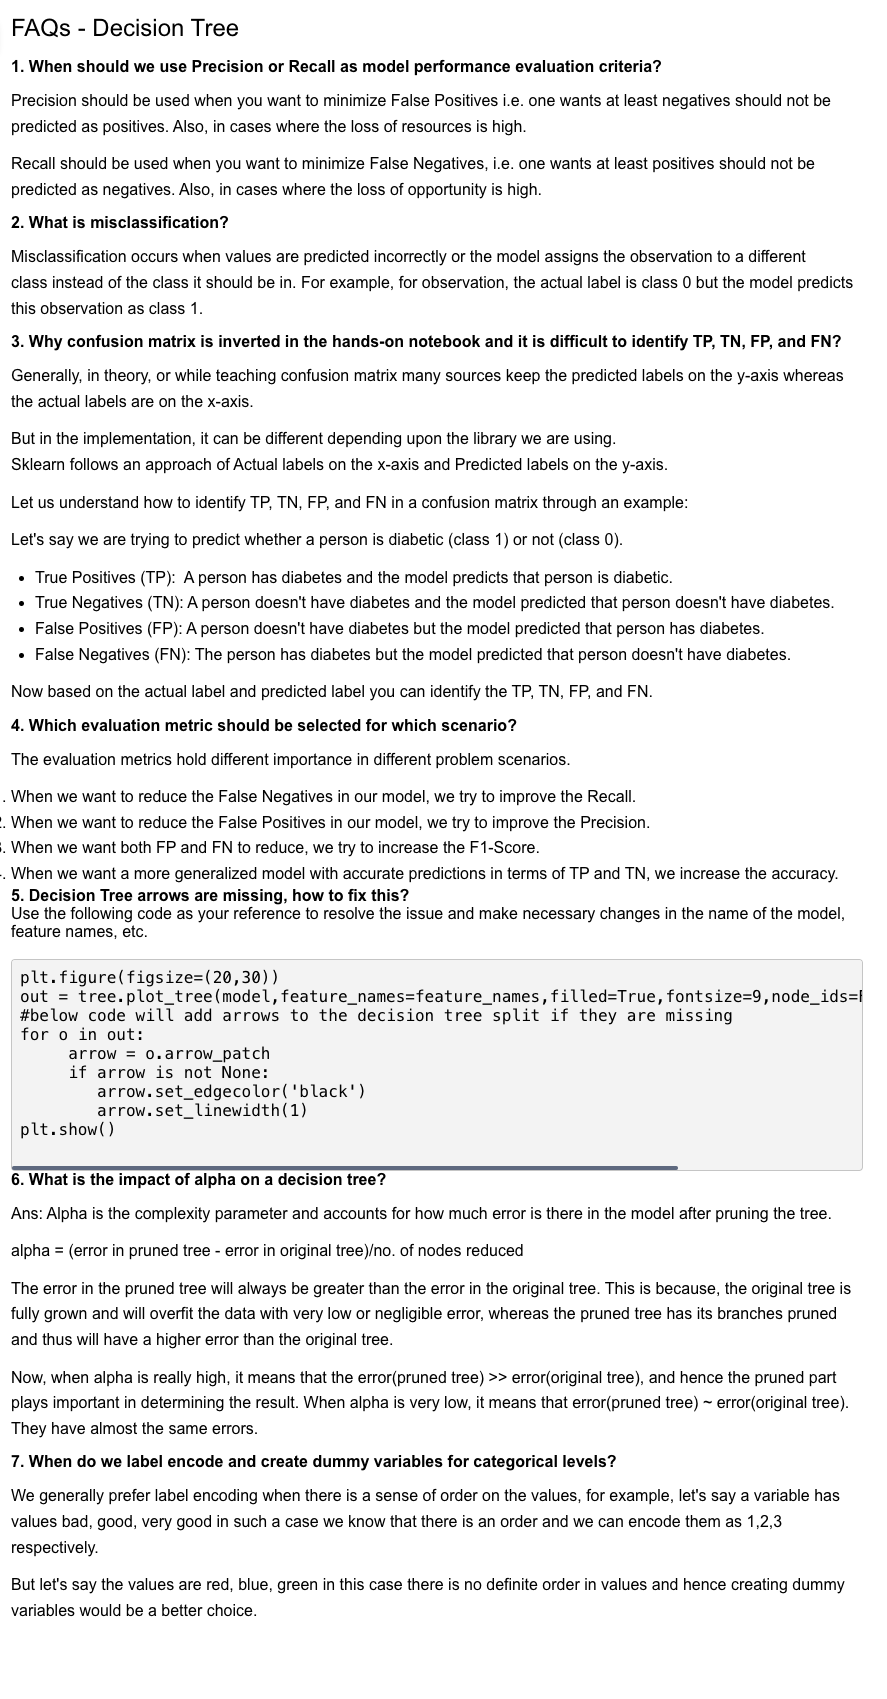 FAQs - Decision Tree
1. When should we use Precision or Recall as model performance evaluation criteria?
Precision should be used when you want to minimize False Positives i.e. one wants at least negatives should not be
predicted as positives. Also, in cases where the loss of resources is high.
Recall should be used when you want to minimize False Negatives, i.e. one wants at least positives should not be
predicted as negatives. Also, in cases where the loss of opportunity is high.
2. What is misclassification?
Misclassification occurs when values are predicted incorrectly or the model assigns the observation to a different
class instead of the class it should be in. For example, for observation, the actual label is class 0 but the model predicts
this observation as class 1.
3. Why confusion matrix is inverted in the hands-on notebook and it is difficult to identify TP, TN, FP, and FN?
Generally, in theory, or while teaching confusion matrix many sources keep the predicted labels on the y-axis whereas
the actual labels are on the x-axis.
But in the implementation, it can be different depending upon the library we are using.
Sklearn follows an approach of Actual labels on the x-axis and Predicted labels on the y-axis.
Let us understand how to identify TP, TN, FP, and FN in a confusion matrix through an example:
Let's say we are trying to predict whether a person is diabetic (class 1) or not (class 0).
• True Positives (TP):  A person has diabetes and the model predicts that person is diabetic.
• True Negatives (TN): A person doesn't have diabetes and the model predicted that person doesn't have diabetes.
• False Positives (FP): A person doesn't have diabetes but the model predicted that person has diabetes.
• False Negatives (FN): The person has diabetes but the model predicted that person doesn't have diabetes.
Now based on the actual label and predicted label you can identify the TP, TN, FP, and FN.
4. Which evaluation metric should be selected for which scenario?
The evaluation metrics hold different importance in different problem scenarios.
. When we want to reduce the False Negatives in our model, we try to improve the Recall.
. When we want to reduce the False Positives in our model, we try to improve the Precision.
. When we want both FP and FN to reduce, we try to increase the F1-Score.
. When we want a more generalized model with accurate predictions in terms of TP and TN, we increase the accuracy.
5. Decision Tree arrows are missing, how to fix this?
Use the following code as your reference to resolve the issue and make necessary changes in the name of the model,
feature names, etc.
plt.figure(figsize=(20,30))
out = tree.plot_tree(model,feature_names=feature_names,filled=True,fontsize=9,node_ids=
#below code will add arrows to the decision tree split if they are missing
for o in out:
     arrow = o.arrow_patch
     if arrow is not None:
        arrow.set_edgecolor('black')
        arrow.set_linewidth(1)
plt.show()
6. What is the impact of alpha on a decision tree?
Ans: Alpha is the complexity parameter and accounts for how much error is there in the model after pruning the tree.
alpha = (error in pruned tree - error in original tree)/no. of nodes reduced
The error in the pruned tree will always be greater than the error in the original tree. This is because, the original tree is
fully grown and will overfit the data with very low or negligible error, whereas the pruned tree has its branches pruned
and thus will have a higher error than the original tree.
Now, when alpha is really high, it means that the error(pruned tree) >> error(original tree), and hence the pruned part
plays important in determining the result. When alpha is very low, it means that error(pruned tree) ~ error(original tree).
They have almost the same errors.
7. When do we label encode and create dummy variables for categorical levels?
We generally prefer label encoding when there is a sense of order on the values, for example, let's say a variable has
values bad, good, very good in such a case we know that there is an order and we can encode them as 1,2,3
respectively.
But let's say the values are red, blue, green in this case there is no definite order in values and hence creating dummy
variables would be a better choice.